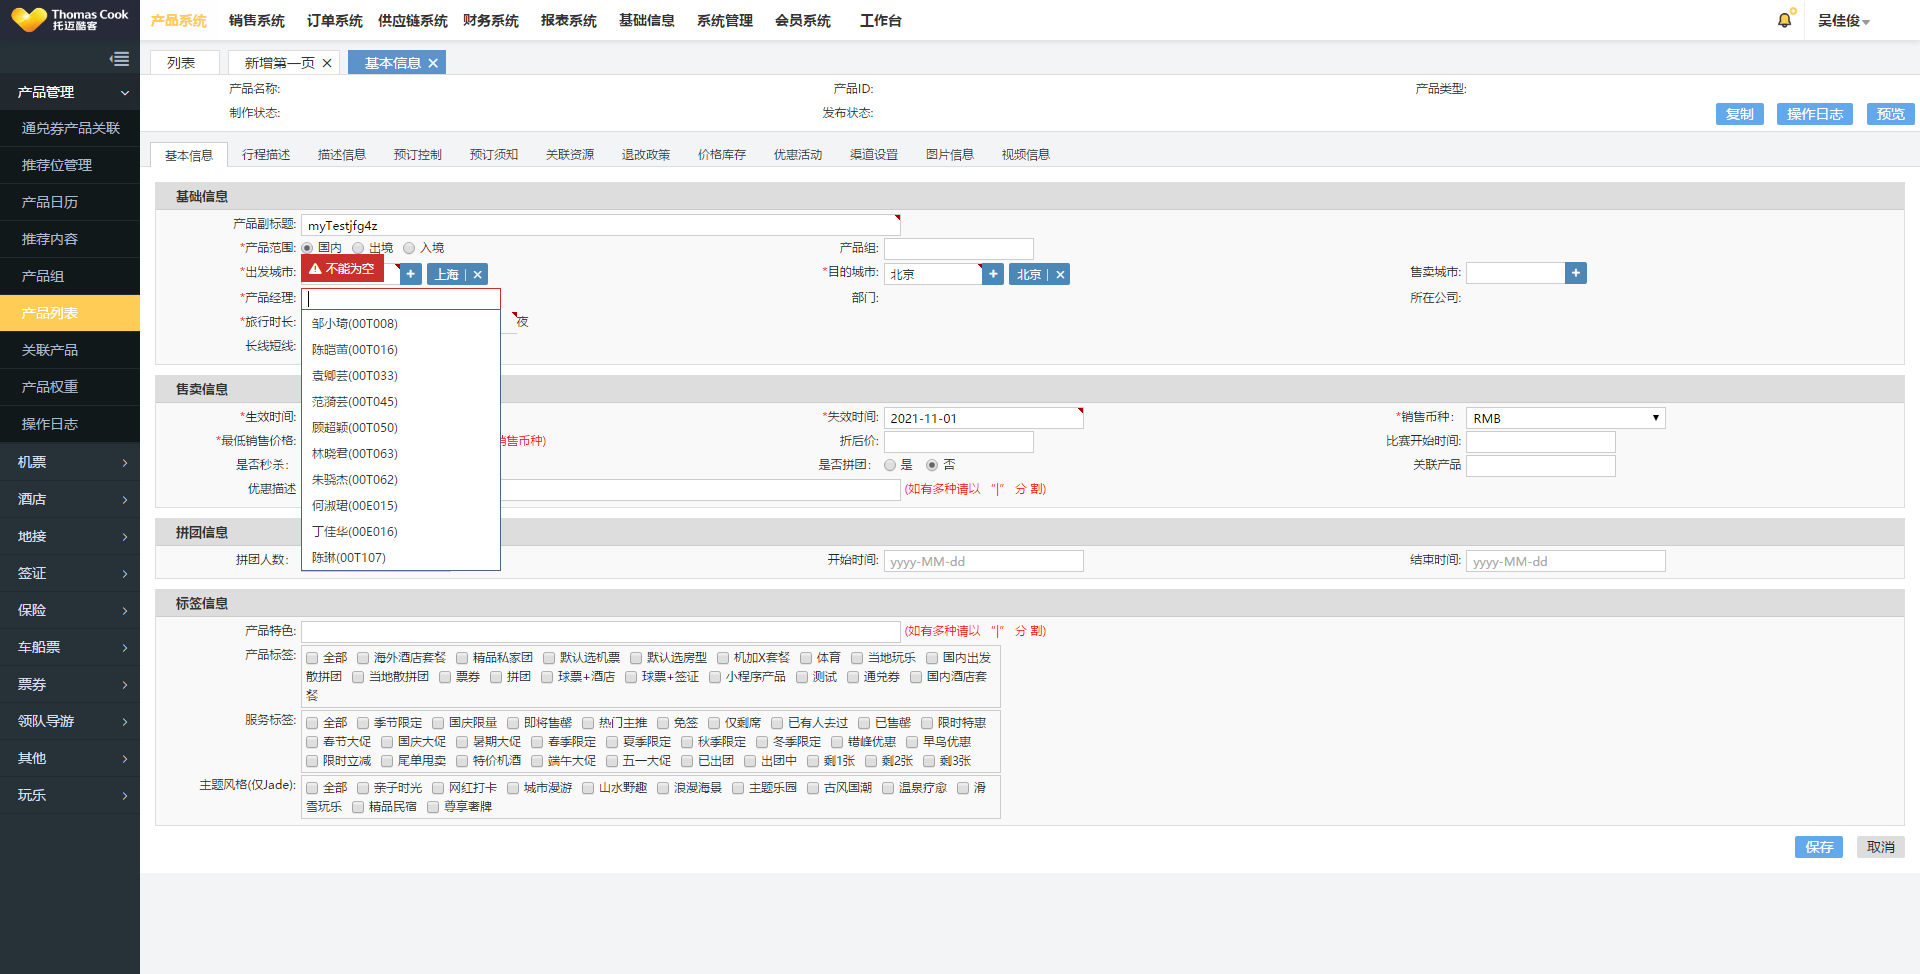 Thomas Cook
托迈酷客
产品系统 销售系统 订单系统 供应链系统 财务系统 报表系统 基础信息 系统管理 会员系统 工作台
吴佳俊
列表 新增第一页 基本信息
产品管理
通兑券产品关联
推荐位管理
产品日历
推荐内容
产品组
产品列表
关联产品
产品权重
操作日志
机票
酒店
地接
签证
保险
车船票
票券
领队导游
其他
玩乐
产品名称: 产品ID: 产品类型:
制作状态: 发布状态:
复制 操作日志 预览
基本信息 行程描述 描述信息 预订控制 预订须知 关联资源 退改政策 价格库存 优惠活动 渠道设置 图片信息 视频信息
基础信息
产品副标题: myTestjfg4z
*产品范围: 国内 出境 入境 产品组:
*出发城市: 不能为空 + 上海 | × *目的城市: 北京 + 北京 | × 售卖城市: +
*产品经理: 部门: 所在公司:
*旅行时长: 夜
长线短线:
邹小琦(00T008)
陈皑茵(00T016)
袁卿芸(00T033)
范漪芸(00T045)
顾超颖(00T050)
林晓君(00T063)
朱骁杰(00T062)
何淑珺(00E015)
丁佳华(00E016)
陈琳(00T107)
售卖信息
*生效时间: *失效时间: 2021-11-01 *销售币种: RMB
*最低销售价格: 销售币种) 折后价: 比赛开始时间:
是否秒杀: 是否拼团: 是 否 关联产品
优惠描述 (如有多种请以 “|” 分 割)
拼团信息
拼团人数: 开始时间: yyyy-MM-dd 结束时间: yyyy-MM-dd
标签信息
产品特色: (如有多种请以 “|” 分 割)
产品标签: 全部 海外酒店套餐 精品私家团 默认选机票 默认选房型 机加X套餐 体育 当地玩乐 国内出发
散拼团 当地散拼团 票券 拼团 球票+酒店 球票+签证 小程序产品 测试 通兑券 国内酒店套
餐
服务标签: 全部 季节限定 国庆限量 即将售罄 热门主推 免签 仅剩席 已有人去过 已售罄 限时特惠
春节大促 国庆大促 暑期大促 春季限定 夏季限定 秋季限定 冬季限定 错峰优惠 早鸟优惠
限时立减 尾单甩卖 特价机酒 端午大促 五一大促 已出团 出团中 剩1张 剩2张 剩3张
主题风格(仅Jade): 全部 亲子时光 网红打卡 城市漫游 山水野趣 浪漫海景 主题乐园 古风国潮 温泉疗愈 滑
雪玩乐 精品民宿 尊享奢牌
保存 取消